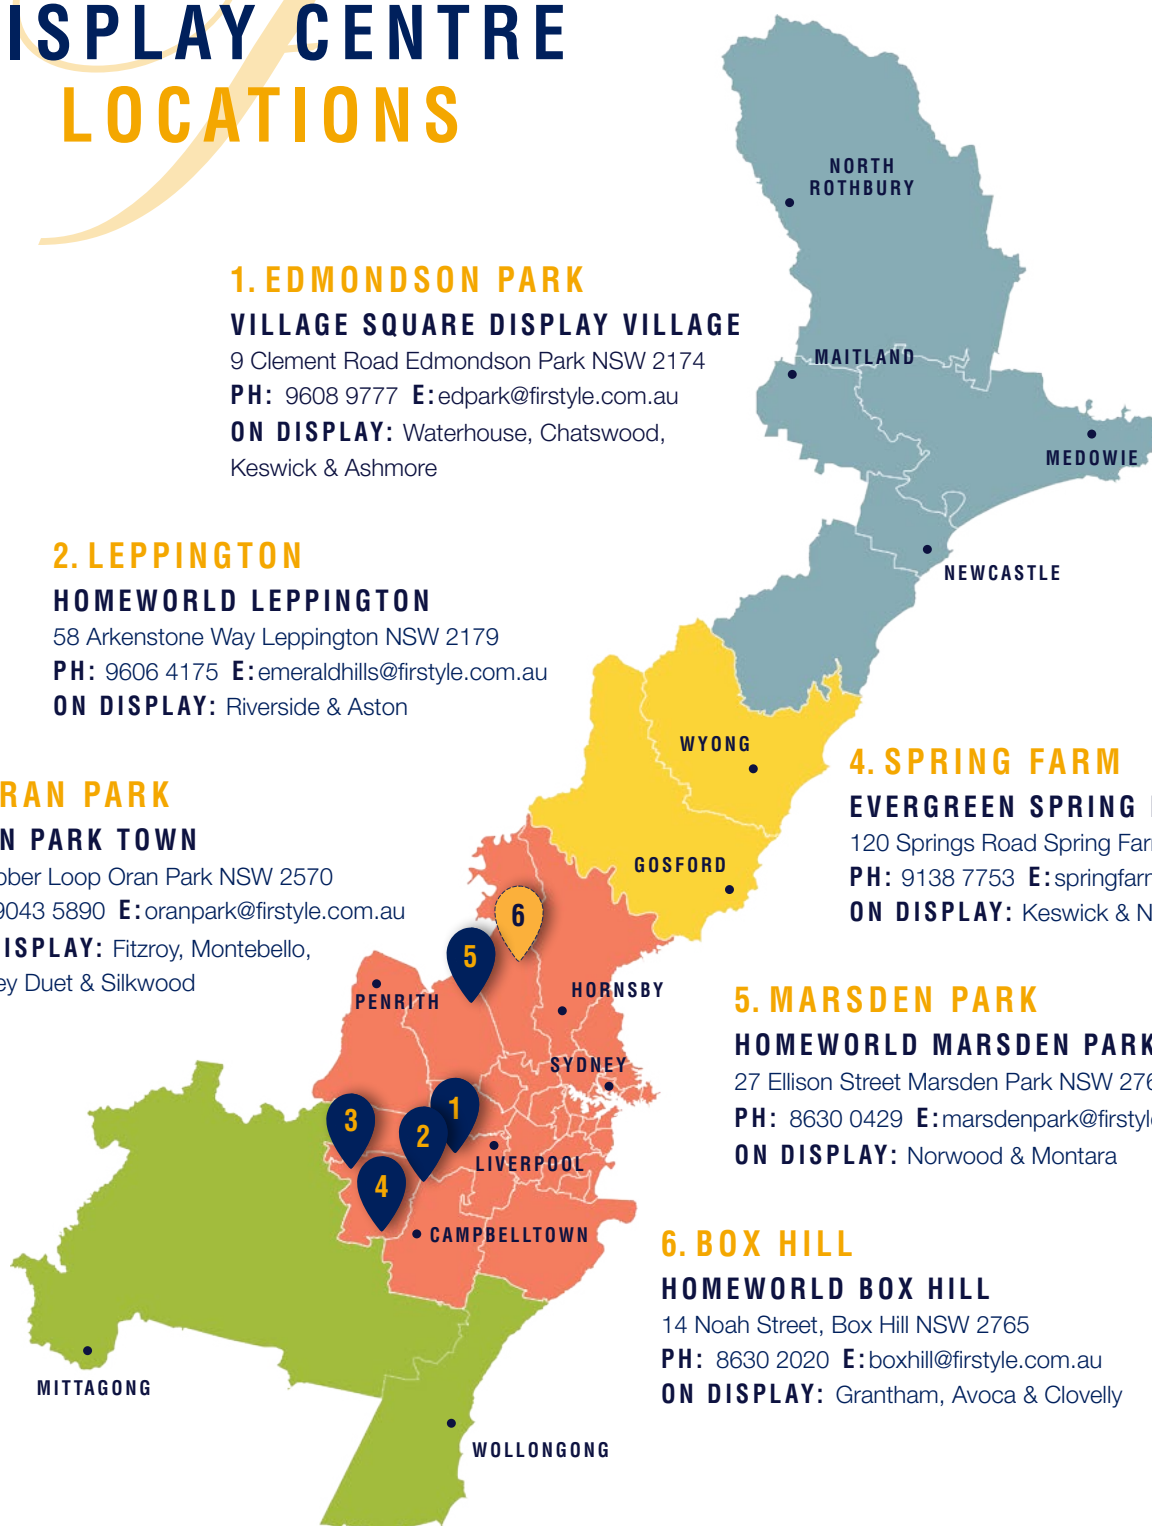 ISPLAY CENTRE
LOCATIONS
1. EDMONDSON PARK
VILLAGE SQUARE DISPLAY VILLAGE
9 Clement Road Edmondson Park NSW 2174
PH: 9608 9777 E: edpark@firstyle.com.au
ON DISPLAY: Waterhouse, Chatswood,
Keswick & Ashmore
2. LEPPINGTON
HOMEWORLD LEPPINGTON
58 Arkenstone Way Leppington NSW 2179
PH: 9606 4175 E: emeraldhills@firstyle.com.au
ON DISPLAY: Riverside & Aston
RAN PARK
N PARK TOWN
ober Loop Oran Park NSW 2570
9043 5890 E: oranpark@firstyle.com.au
ISPLAY: Fitzroy, Montebello,
ey Duet & Silkwood
4. SPRING FARM
EVERGREEN SPRING
120 Springs Road Spring Far
PH: 9138 7753 E: springfar
ON DISPLAY: Keswick & N
5. MARSDEN PARK
HOMEWORLD MARSDEN PARK
27 Ellison Street Marsden Park NSW 276
PH: 8630 0429 E: marsdenpark@firstyl
ON DISPLAY: Norwood & Montara
6. BOX HILL
HOMEWORLD BOX HILL
14 Noah Street, Box Hill NSW 2765
PH: 8630 2020 E: boxhill@firstyle.com.au
ON DISPLAY: Grantham, Avoca & Clovelly
NORTH
ROTHBURY
MAITLAND
MEDOWIE
NEWCASTLE
WYONG
GOSFORD
6
5
HORNSBY
PENRITH
SYDNEY
1
3
2
LIVERPOOL
4
CAMPBELLTOWN
MITTAGONG
WOLLONGONG